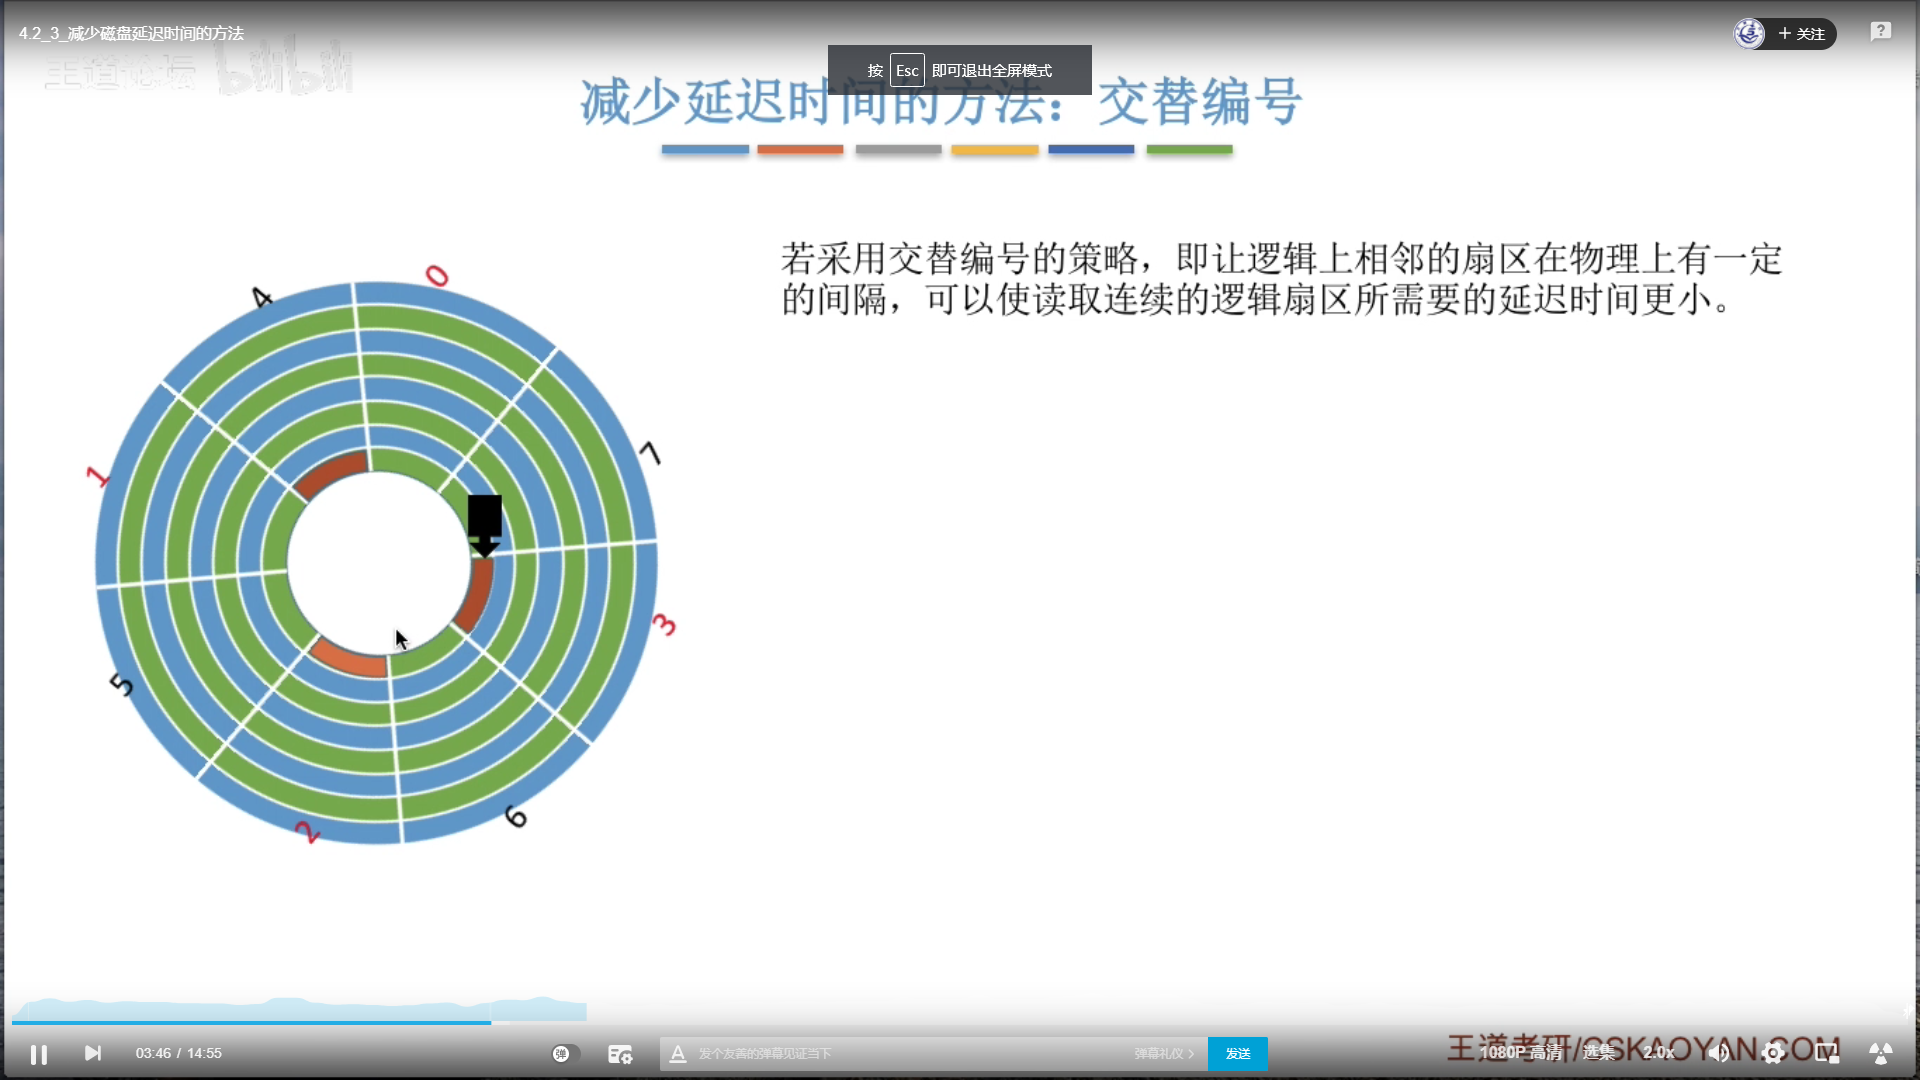 4.2_3_减少磁盘延迟时间的方法
+ 关注
?
王道论坛 bilibili
按 Esc 即可退出全屏模式
减少延迟时间的方法：交替编号
若采用交替编号的策略，即让逻辑上相邻的扇区在物理上有一定
的间隔，可以使读取连续的逻辑扇区所需要的延迟时间更小。
0
4
7
1
3
5
2
6
03:46 / 14:55
弹
A 发个友善的弹幕见证当下
弹幕礼仪 >
发送
王道考研/CSKAOYAN.COM
1080P 高清
选集
2.0x